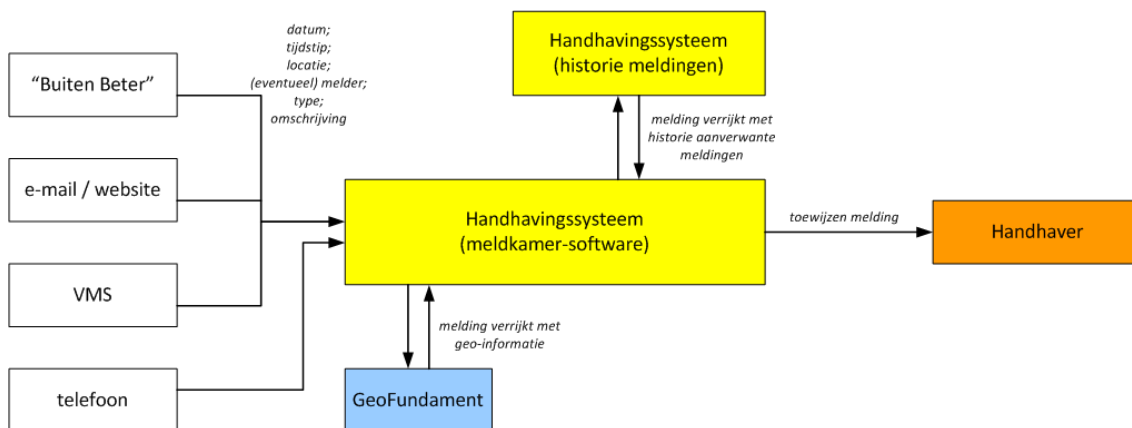 datum;
tijdstip;
locatie;
(eventueel) melder;
type;
omschrijving
“Buiten Beter”
e-mail / website
VMS
telefoon
Handhavingssysteem
(historie meldingen)
melding verrijkt met
historie aanverwante
meldingen
Handhavingssysteem
(meldkamer-software)
toewijzen melding
Handhaver
melding verrijkt met
geo-informatie
GeoFundament